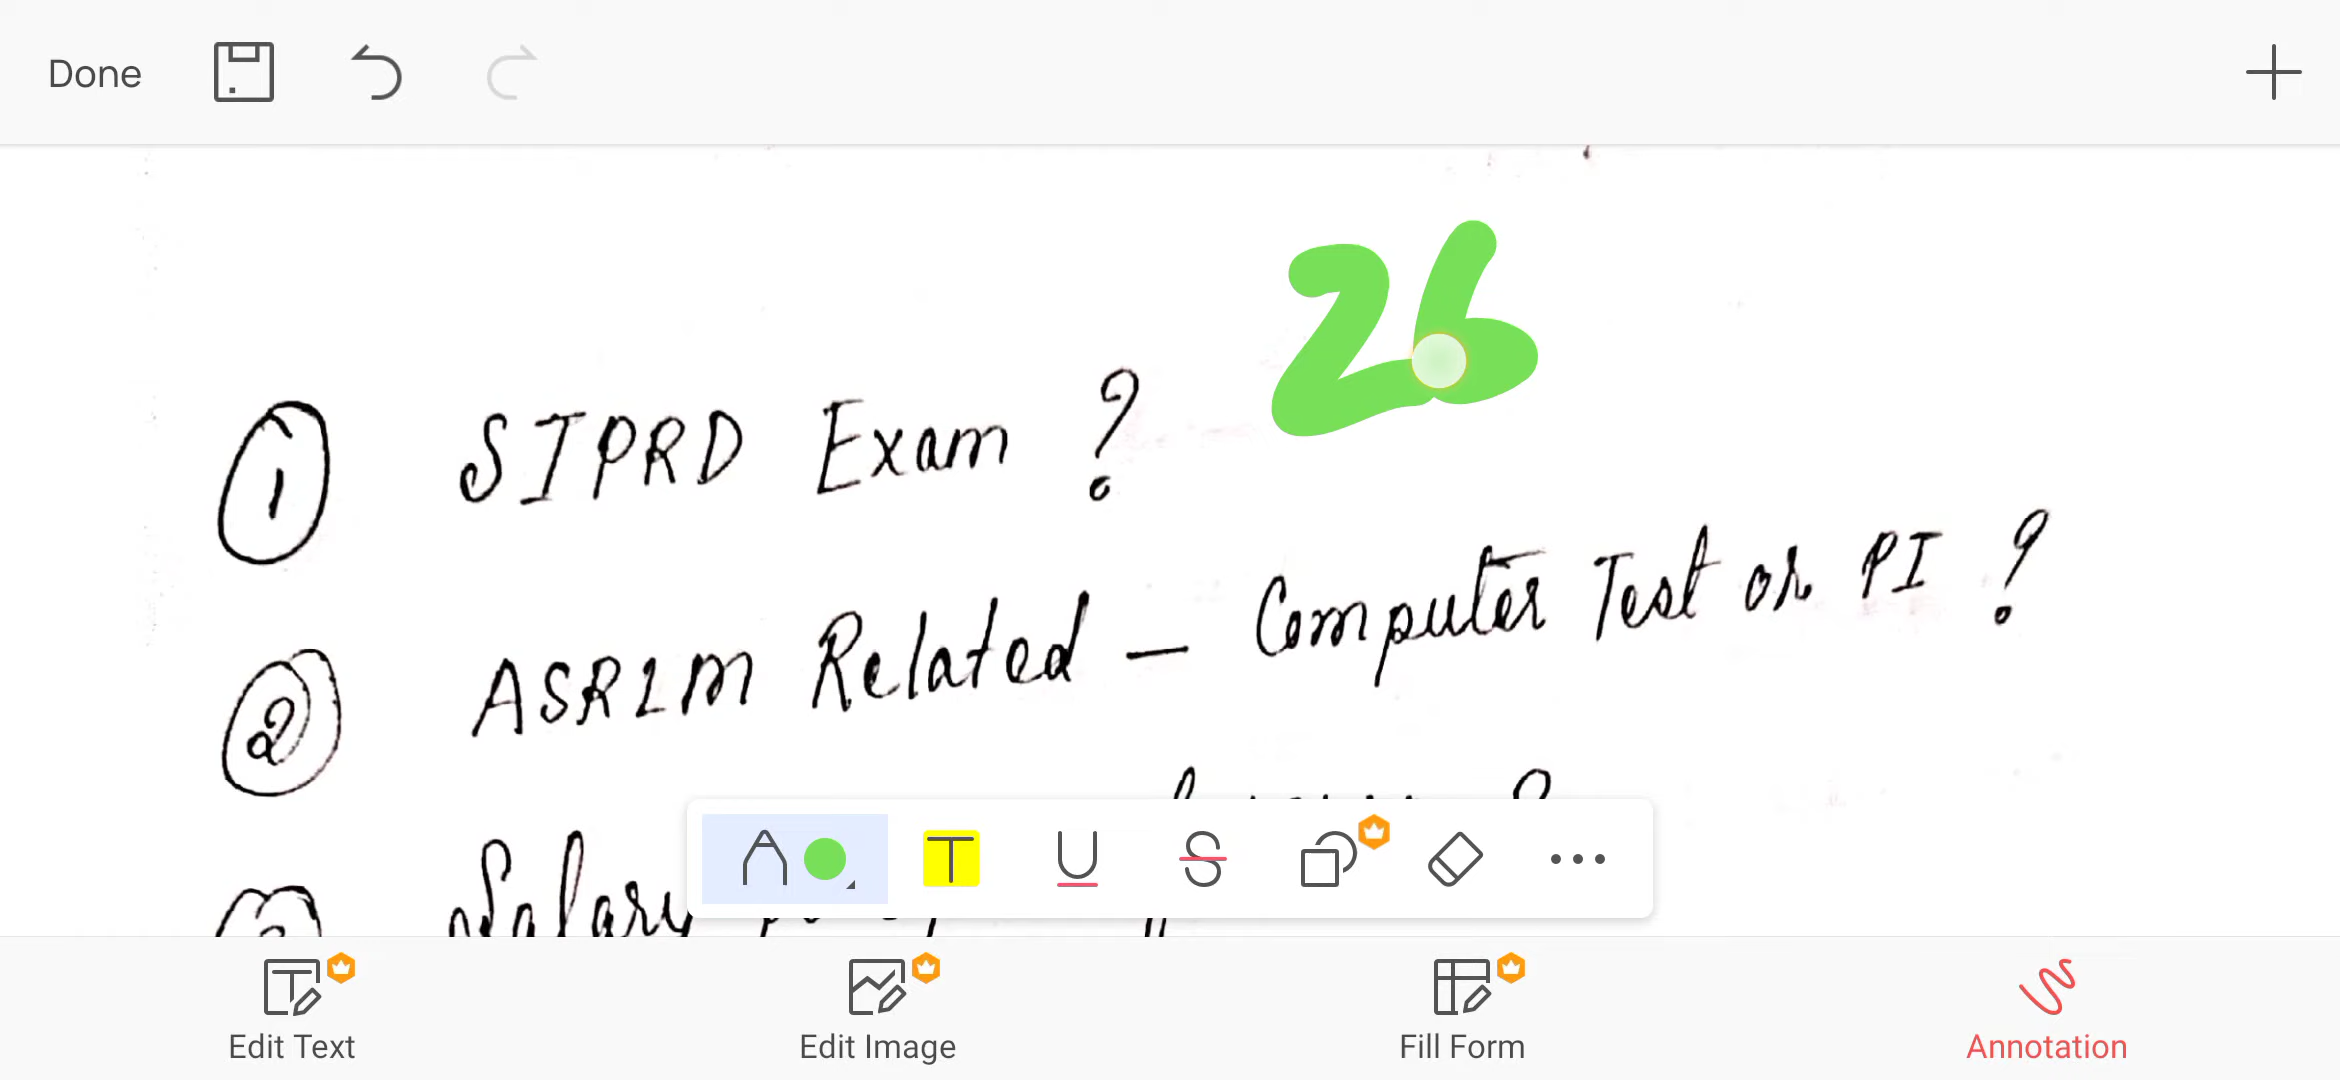 Done
26
① SIPRD Exam ?
② ASRLM Related – Computer Test or PI ?
Salary
Edit Text
Edit Image
Fill Form
Annotation